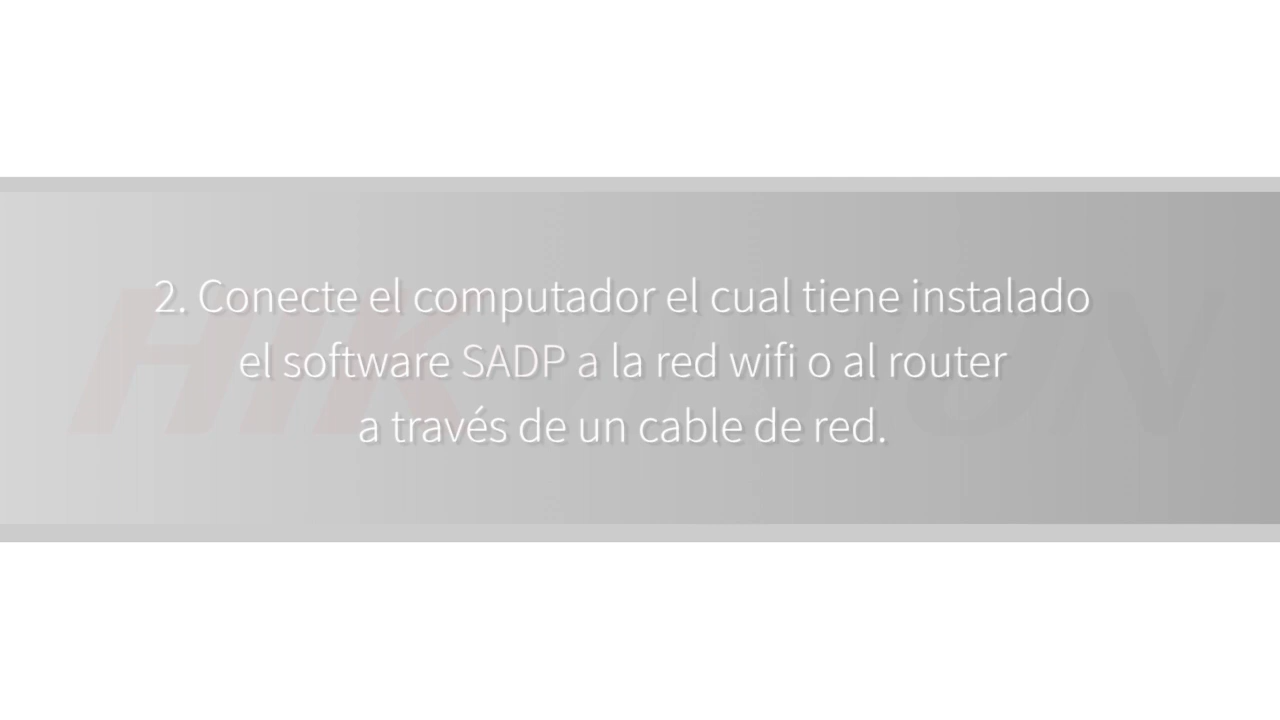 HIKVISION
2. Conecte el computador el cual tiene instalado
el software SADP a la red wifi o al router
a través de un cable de red.